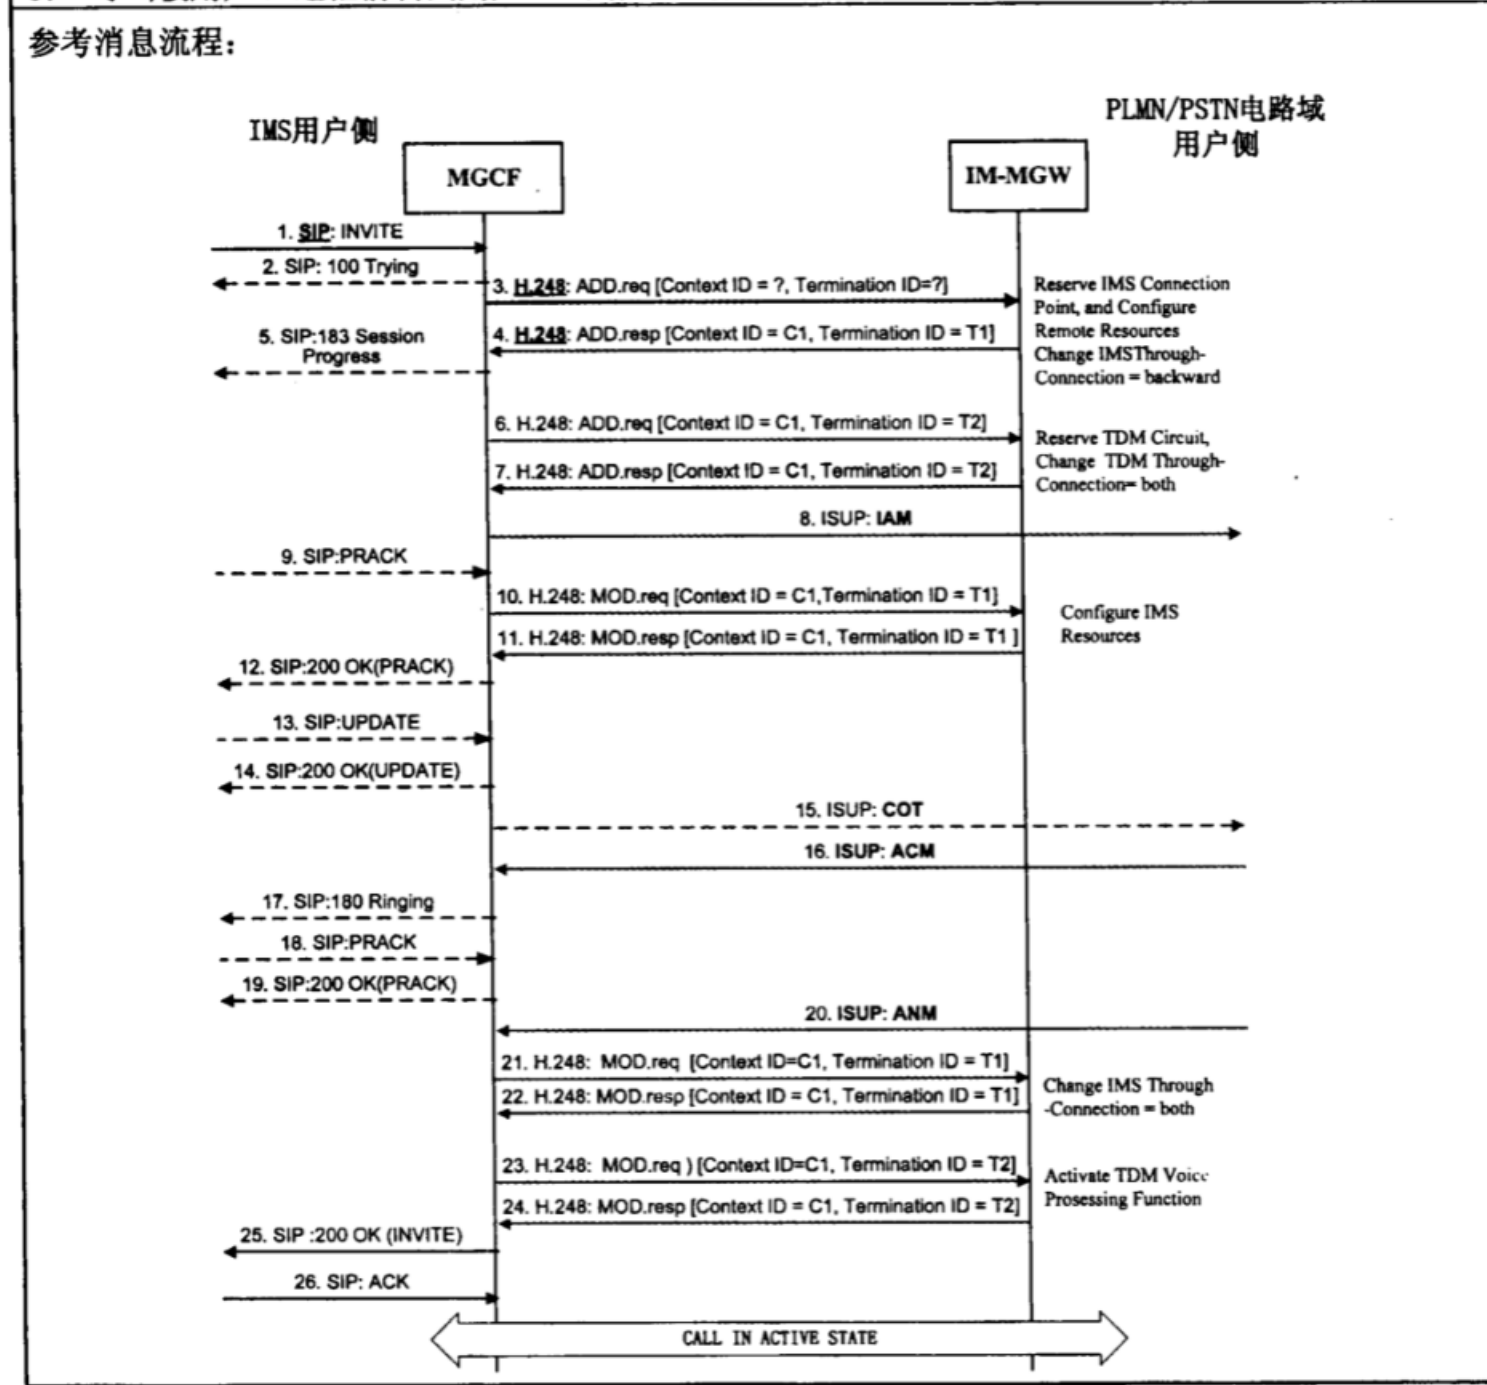 参考消息流程：
IMS用户侧
PLMN/PSTN电路域
用户侧
MGCF
IM-MGW
1. SIP: INVITE
2. SIP: 100 Trying
3. H.248: ADD.req [Context ID = ?, Termination ID=?]
Reserve IMS Connection
Point, and Configure
Remote Resources
Change IMSThrough-
Connection = backward
4. H.248: ADD.resp [Context ID = C1, Termination ID = T1]
5. SIP:183 Session
Progress
6. H.248: ADD.req [Context ID = C1, Termination ID = T2]
7. H.248: ADD.resp [Context ID = C1, Termination ID = T2]
Reserve TDM Circuit,
Change TDM Through-
Connection= both
8. ISUP: IAM
9. SIP:PRACK
10. H.248: MOD.req [Context ID = C1,Termination ID = T1]
11. H.248: MOD.resp [Context ID = C1, Termination ID = T1 ]
Configure IMS
Resources
12. SIP:200 OK(PRACK)
13. SIP:UPDATE
14. SIP:200 OK(UPDATE)
15. ISUP: COT
16. ISUP: ACM
17. SIP:180 Ringing
18. SIP:PRACK
19. SIP:200 OK(PRACK)
20. ISUP: ANM
21. H.248: MOD.req [Context ID=C1, Termination ID = T1]
22. H.248: MOD.resp [Context ID = C1, Termination ID = T1]
Change IMS Through
-Connection = both
23. H.248: MOD.req ) [Context ID=C1, Termination ID = T2]
24. H.248: MOD.resp [Context ID = C1, Termination ID = T2]
Activate TDM Voice
Prosessing Function
25. SIP :200 OK (INVITE)
26. SIP: ACK
CALL IN ACTIVE STATE